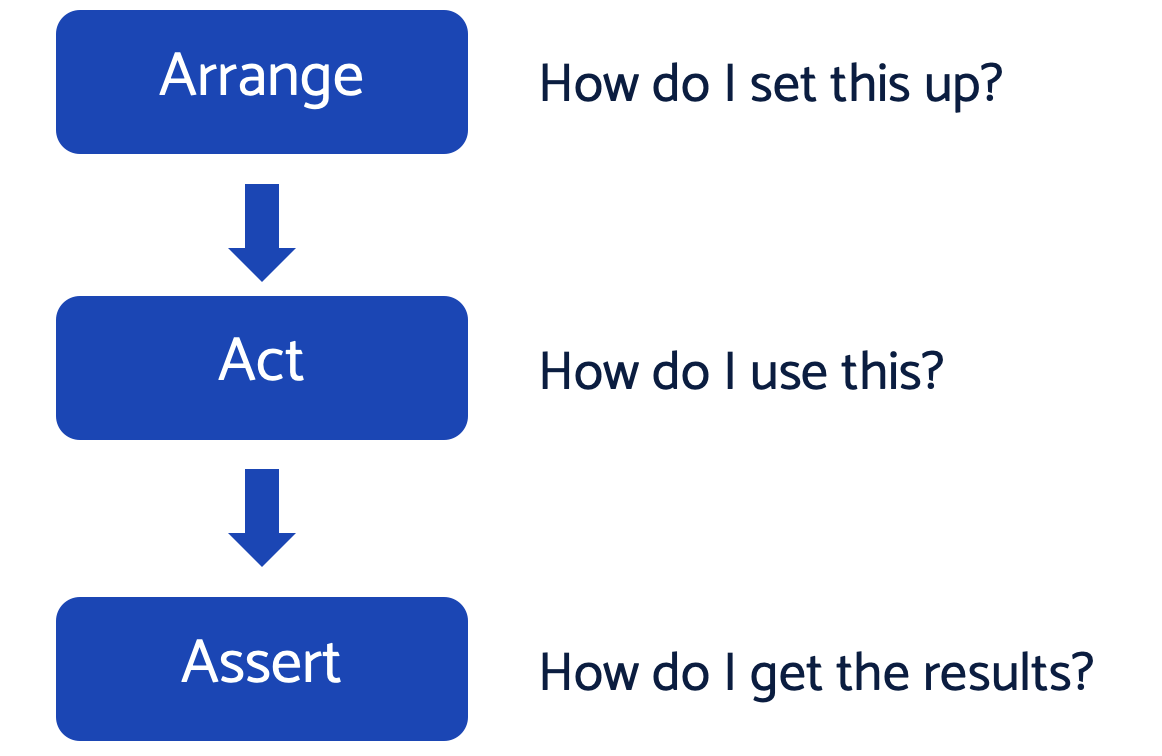 Arrange
How do I set this up?
Act
How do I use this?
Assert
How do I get the results?